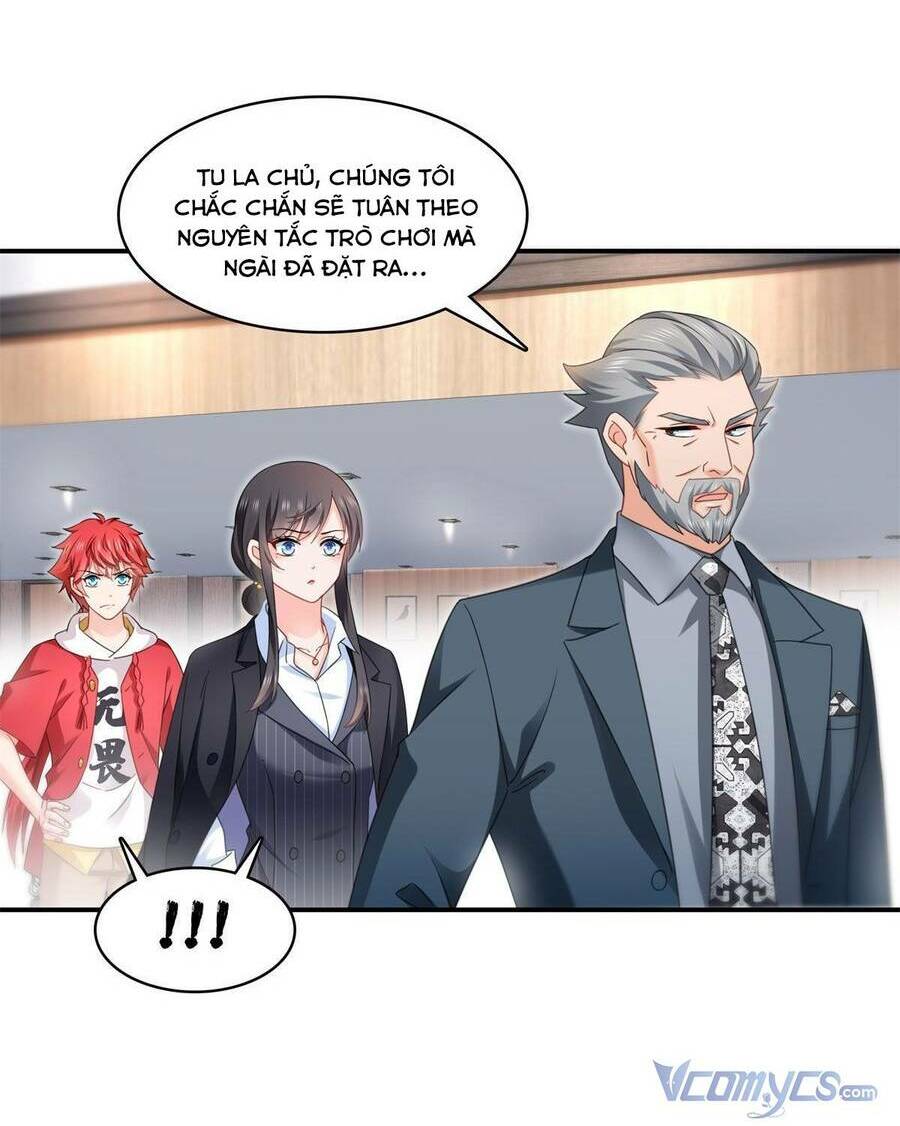 TU LA CHỦ, CHÚNG TÔI
CHẮC CHẮN SẼ TUÂN THEO
NGUYÊN TẮC TRÒ CHƠI MÀ
NGÀI ĐÃ ĐẶT RA...
无
畏
!!!
VCOMYCS.com